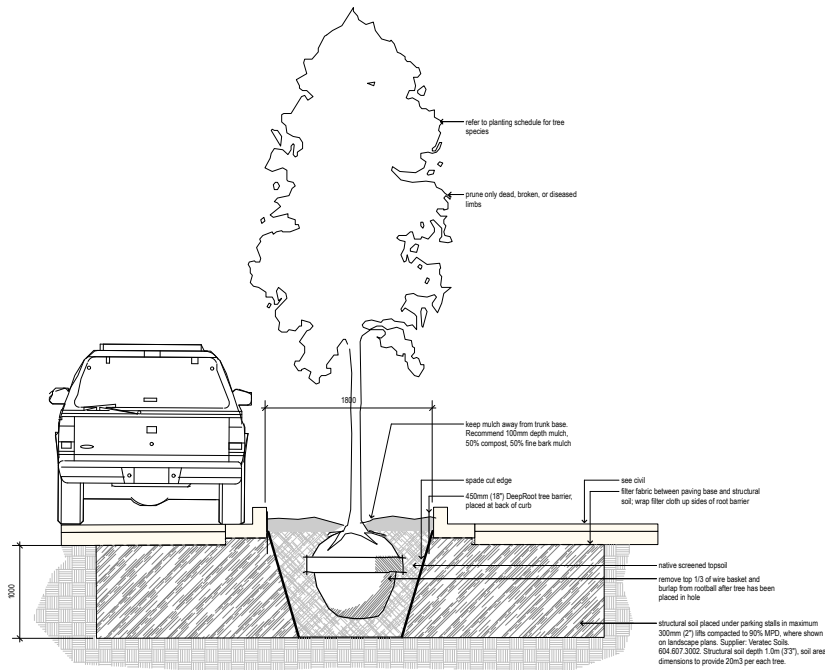 refer to planting schedule for tree
species
prune only dead, broken, or diseased
limbs
1800
keep mulch away from trunk base.
Recommend 100mm depth mulch,
50% compost, 50% fine bark mulch
spade cut edge
450mm (18") DeepRoot tree barrier,
placed at back of curb
see civil
filter fabric between paving base and structural
soil; wrap filter cloth up sides of root barrier
native screened topsoil
remove top 1/3 of wire basket and
burlap from rootball after tree has been
placed in hole
1000
structural soil placed under parking stalls in maximum
300mm (2") lifts compacted to 90% MPD, where shown
on landscape plans. Supplier: Veratec Soils.
604.607.3002. Structural soil depth 1.0m (3'3"), soil area
dimensions to provide 20m3 per each tree.